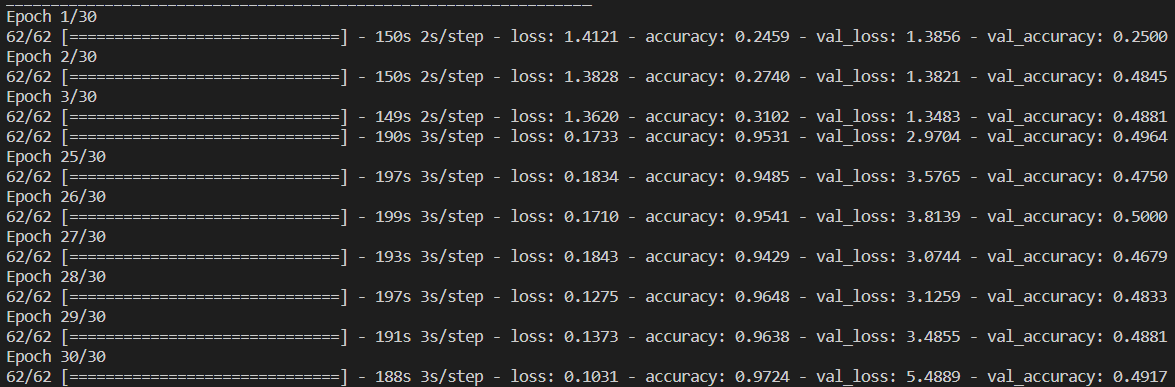 Epoch 1/30
62/62 [==============================] - 150s 2s/step - loss: 1.4121 - accuracy: 0.2459 - val_loss: 1.3856 - val_accuracy: 0.2500
Epoch 2/30
62/62 [==============================] - 150s 2s/step - loss: 1.3828 - accuracy: 0.2740 - val_loss: 1.3821 - val_accuracy: 0.4845
Epoch 3/30
62/62 [==============================] - 149s 2s/step - loss: 1.3620 - accuracy: 0.3102 - val_loss: 1.3483 - val_accuracy: 0.4881
62/62 [==============================] - 190s 3s/step - loss: 0.1733 - accuracy: 0.9531 - val_loss: 2.9704 - val_accuracy: 0.4964
Epoch 25/30
62/62 [==============================] - 197s 3s/step - loss: 0.1834 - accuracy: 0.9485 - val_loss: 3.5765 - val_accuracy: 0.4750
Epoch 26/30
62/62 [==============================] - 199s 3s/step - loss: 0.1710 - accuracy: 0.9541 - val_loss: 3.8139 - val_accuracy: 0.5000
Epoch 27/30
62/62 [==============================] - 193s 3s/step - loss: 0.1843 - accuracy: 0.9429 - val_loss: 3.0744 - val_accuracy: 0.4679
Epoch 28/30
62/62 [==============================] - 197s 3s/step - loss: 0.1275 - accuracy: 0.9648 - val_loss: 3.1259 - val_accuracy: 0.4833
Epoch 29/30
62/62 [==============================] - 191s 3s/step - loss: 0.1373 - accuracy: 0.9638 - val_loss: 3.4855 - val_accuracy: 0.4881
Epoch 30/30
62/62 [==============================] - 188s 3s/step - loss: 0.1031 - accuracy: 0.9724 - val_loss: 5.4889 - val_accuracy: 0.4917